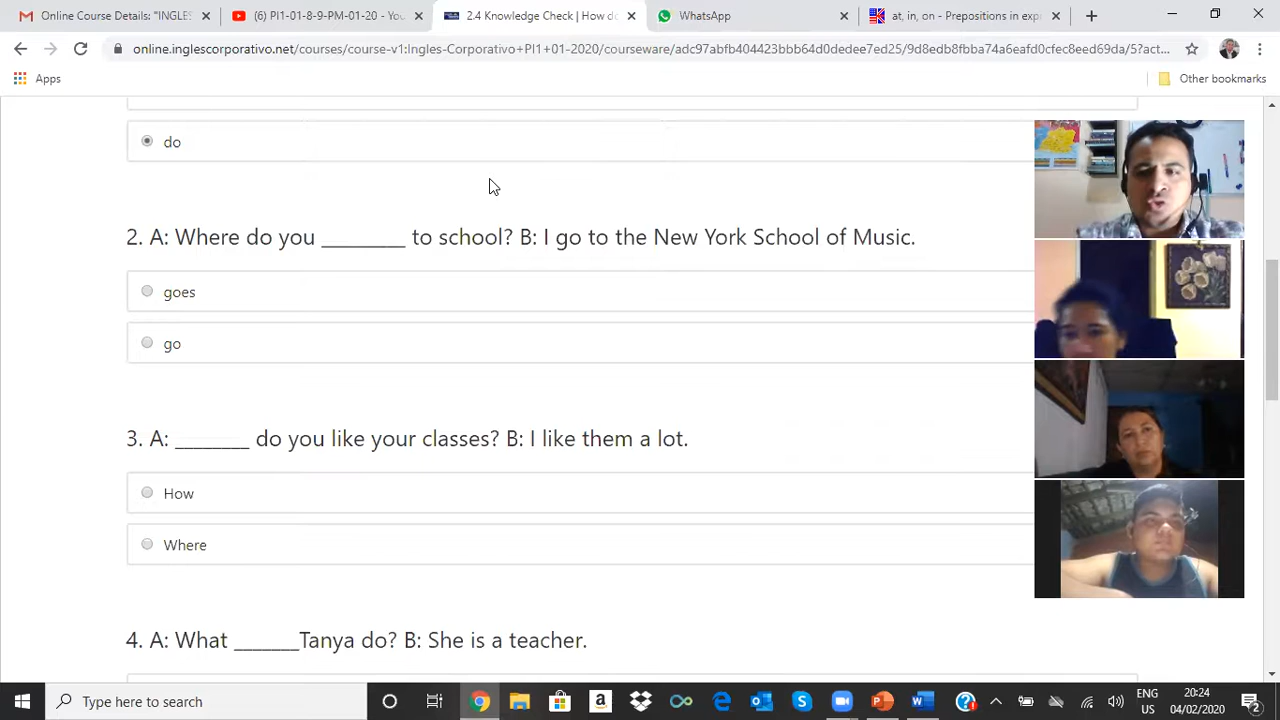 Online Course Details: "INGLES
(6) PI1-01-8-9-PM-01-20 - You
2.4 Knowledge Check | How do
WhatsApp
at, in, on - Prepositions in exp
online.inglescorporativo.net/courses/course-v1:Ingles-Corporativo+PI1+01-2020/courseware/adc97abfb404423bbb64d0dedee7ed25/9d8edb8fbba74a6eafd0cfec8eed69da/5?act...
Apps
Other bookmarks
do
2. A: Where do you ________ to school? B: I go to the New York School of Music.
goes
go
3. A: ________ do you like your classes? B: I like them a lot.
How
Where
4. A: What _______Tanya do? B: She is a teacher.
Type here to search
ENG
US
20:24
04/02/2020
2